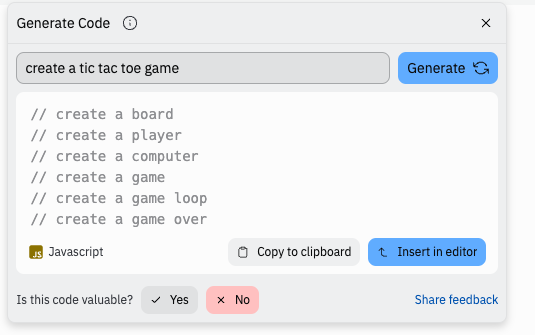 Generate Code
create a tic tac toe game
Generate
// create a board
// create a player
// create a computer
// create a game
// create a game loop
// create a game over
JS Javascript
Copy to clipboard
Insert in editor
Is this code valuable?
Yes
No
Share feedback